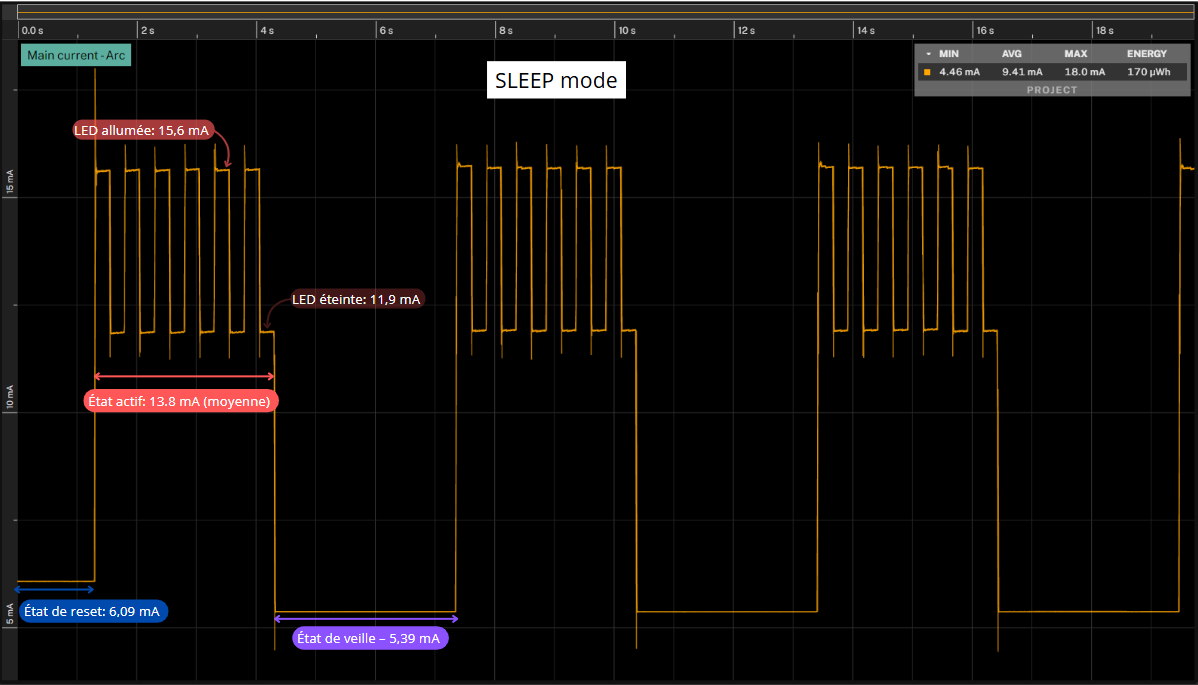 0.0 s 2 s 4 s 6 s 8 s 10 s 12 s 14 s 16 s 18 s
Main current - Arc
SLEEP mode
MIN AVG MAX ENERGY
4.46 mA 9.41 mA 18.0 mA 170 µWh
PROJECT
LED allumée: 15,6 mA
15 mA
LED éteinte: 11,9 mA
État actif: 13.8 mA (moyenne)
10 mA
État de reset: 6,09 mA
5 mA
État de veille – 5,39 mA